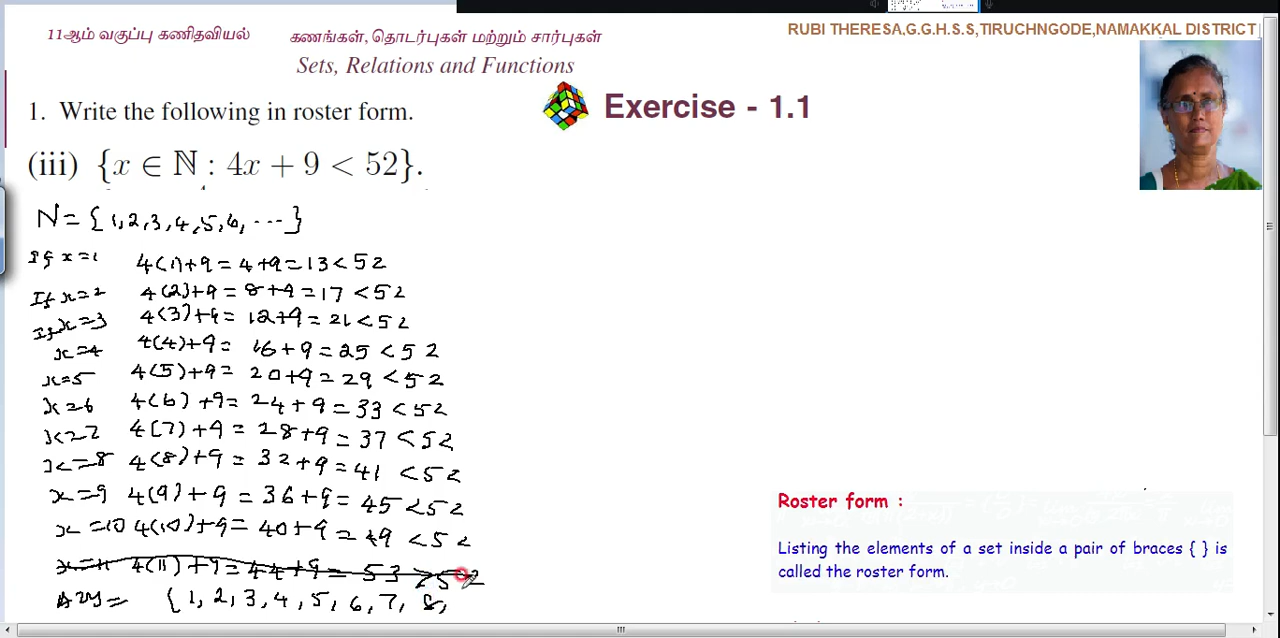 11ஆம் வகுப்பு கணிதவியல்
கணங்கள், தொடர்புகள் மற்றும் சார்புகள்
RUBI THERESA,G.G.H.S.S,TIRUCHNGODE,NAMAKKAL DISTRICT
Sets, Relations and Functions
Exercise - 1.1
1. Write the following in roster form.
(iii) {x ∈ ℕ : 4x + 9 < 52}.
N = {1,2,3,4,5,6, ...}
If x=1 4(1)+9 = 4+9 = 13 < 52
If x=2 4(2)+9 = 8+9 = 17 < 52
If x=3 4(3)+9 = 12+9 = 21 < 52
x=4 4(4)+9 = 16+9 = 25 < 52
x=5 4(5)+9 = 20+9 = 29 < 52
x=6 4(6)+9 = 24+9 = 33 < 52
x=7 4(7)+9 = 28+9 = 37 < 52
x=8 4(8)+9 = 32+9 = 41 < 52
x=9 4(9)+9 = 36+9 = 45 < 52
x=10 4(10)+9 = 40+9 = 49 < 52
x=11 4(11)+9 = 44+9 = 53 > 52
{1, 2, 3, 4, 5, 6, 7, 8,
Roster form :
Listing the elements of a set inside a pair of braces { } is
called the roster form.